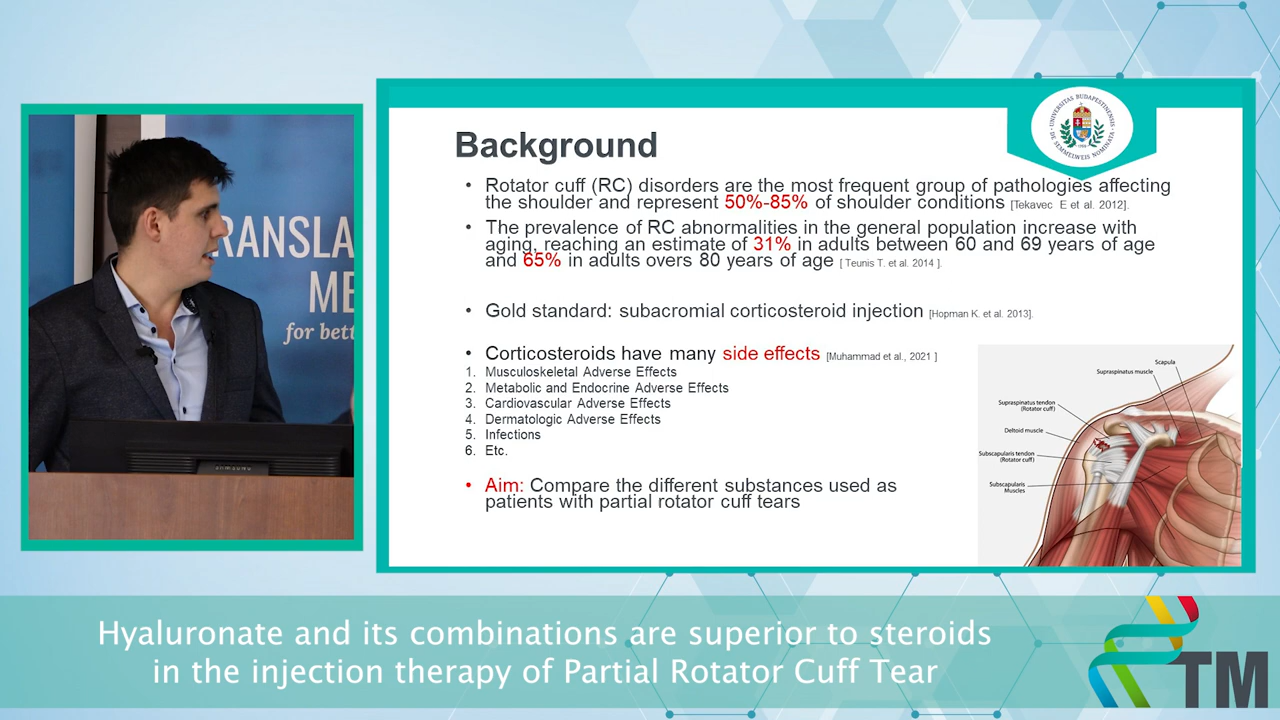 TRANSLA
ME
for bett
SAMSUNG
Background
UNIVERSITAS BUDAPESTINENSIS
DE SEMMELWEIS NOMINATA
• Rotator cuff (RC) disorders are the most frequent group of pathologies affecting
the shoulder and represent 50%-85% of shoulder conditions [Tekavec E et al. 2012].
• The prevalence of RC abnormalities in the general population increase with
aging, reaching an estimate of 31% in adults between 60 and 69 years of age
and 65% in adults overs 80 years of age [ Teunis T. et al. 2014 ].
• Gold standard: subacromial corticosteroid injection [Hopman K. et al. 2013].
• Corticosteroids have many side effects [Muhammad et al., 2021 ]
1. Musculoskeletal Adverse Effects
2. Metabolic and Endocrine Adverse Effects
3. Cardiovascular Adverse Effects
4. Dermatologic Adverse Effects
5. Infections
6. Etc.
• Aim: Compare the different substances used as
patients with partial rotator cuff tears
Scapula
Supraspinatus muscle
Supraspinatus tendon
(Rotator cuff)
Deltoid muscle
Subscapularis tendon
(Rotator cuff)
Subscapularis
Muscles
Hyaluronate and its combinations are superior to steroids
in the injection therapy of Partial Rotator Cuff Tear
TM